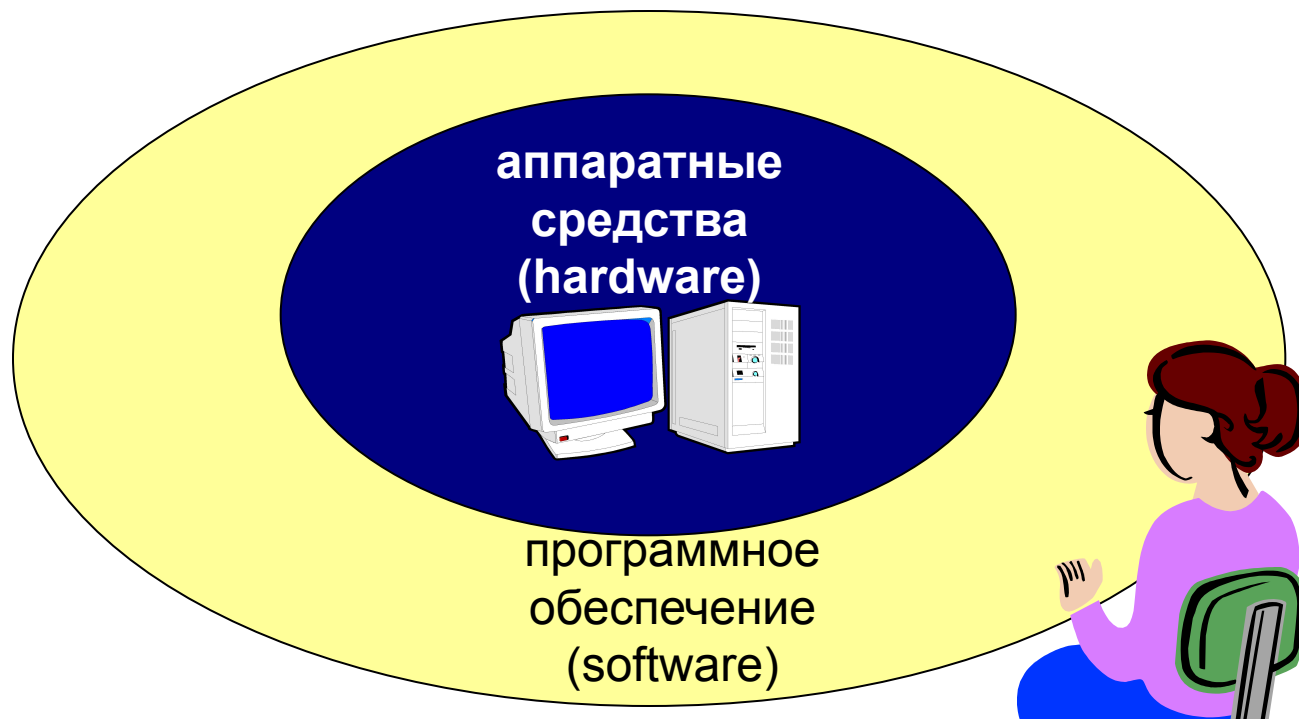 аппаратные
средства
(hardware)
программное
обеспечение
(software)